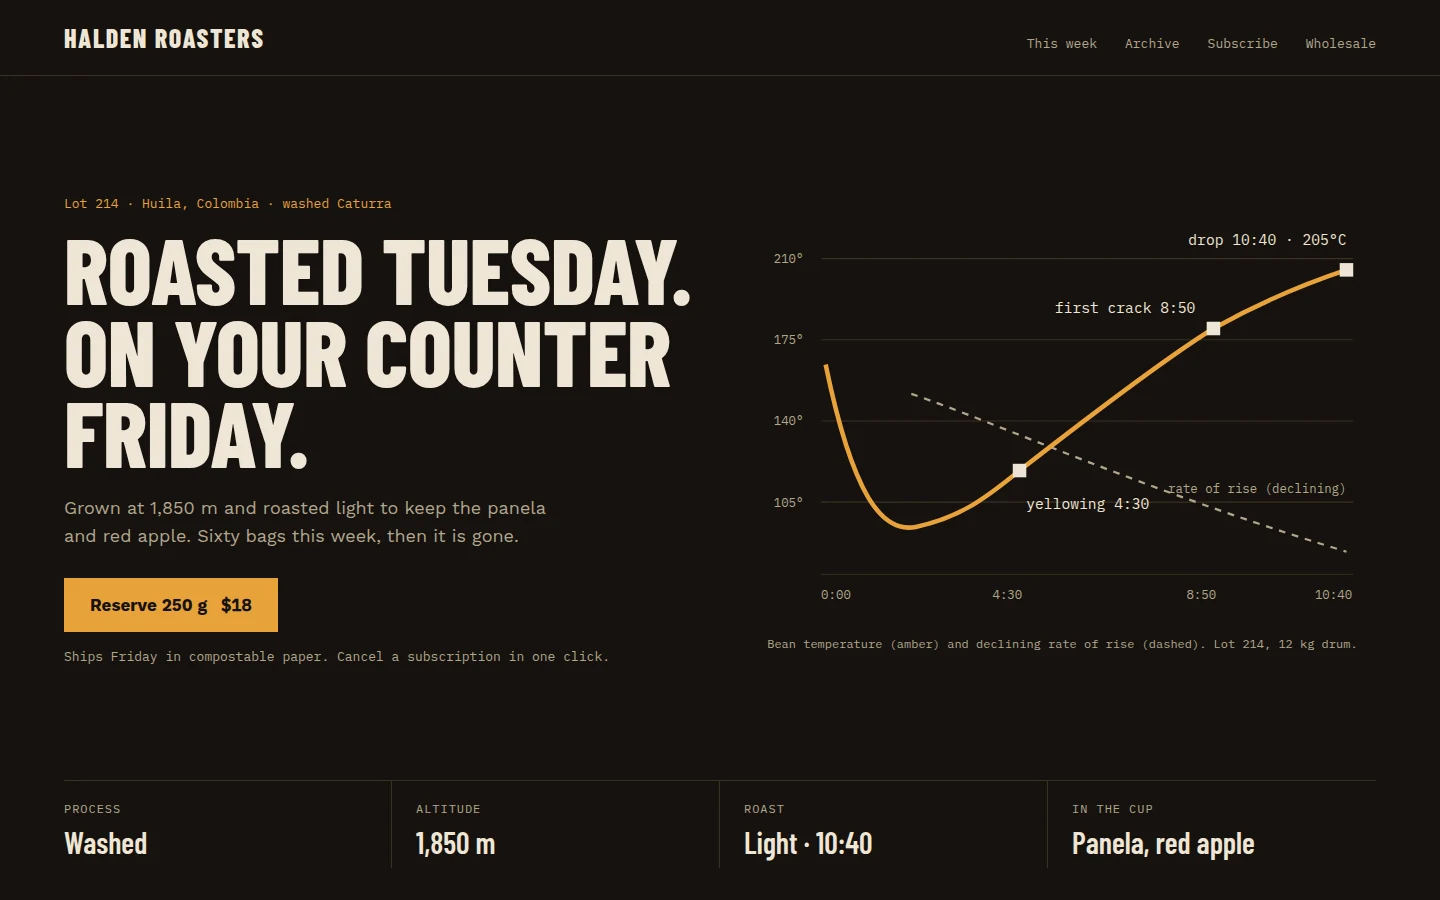 HALDEN ROASTERS
This week Archive Subscribe Wholesale
Lot 214 · Huila, Colombia · washed Caturra
ROASTED TUESDAY.
ON YOUR COUNTER
FRIDAY.
Grown at 1,850 m and roasted light to keep the panela
and red apple. Sixty bags this week, then it is gone.
Reserve 250 g $18
Ships Friday in compostable paper. Cancel a subscription in one click.
drop 10:40 · 205°C
210°
first crack 8:50
175°
140°
rate of rise (declining)
105°
yellowing 4:30
0:00 4:30 8:50 10:40
Bean temperature (amber) and declining rate of rise (dashed). Lot 214, 12 kg drum.
PROCESS
Washed
ALTITUDE
1,850 m
ROAST
Light · 10:40
IN THE CUP
Panela, red apple